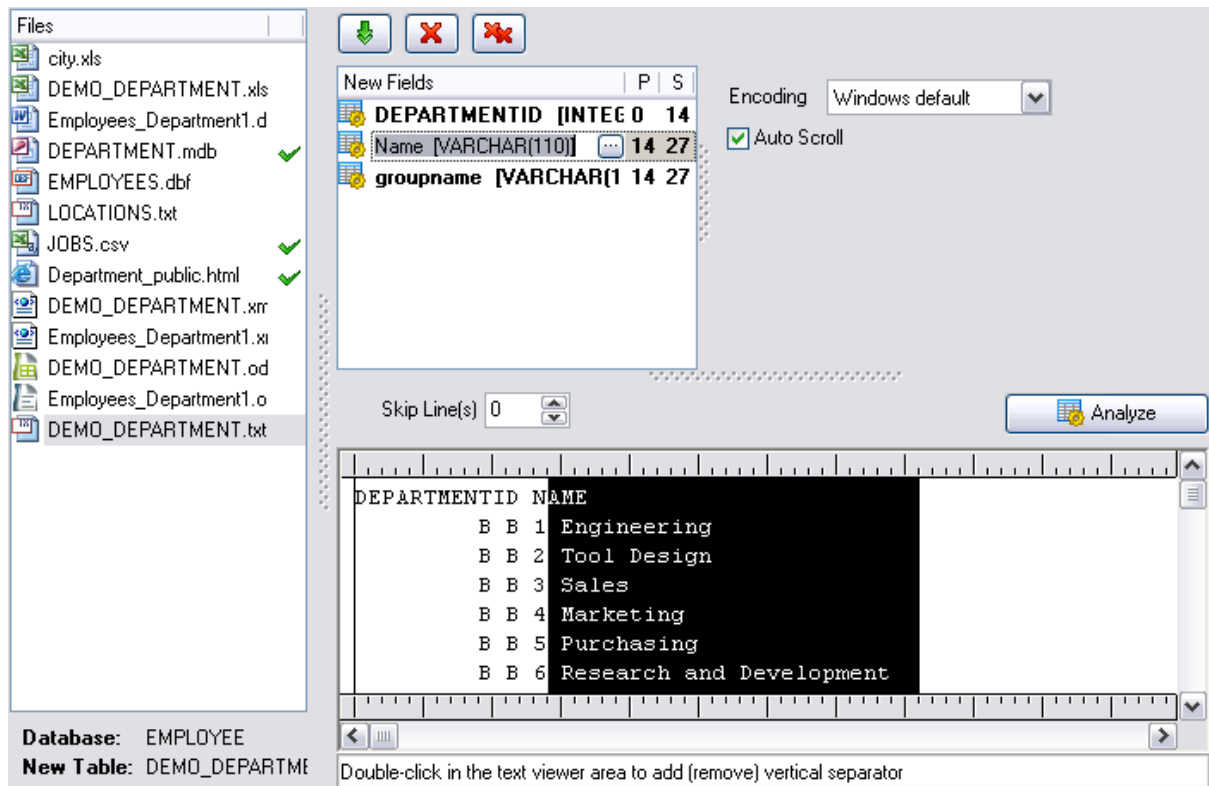 Files
city.xls
DEMO_DEPARTMENT.xls
Employees_Department1.d
DEPARTMENT.mdb
EMPLOYEES.dbf
LOCATIONS.txt
JOBS.csv
Department_public.html
DEMO_DEPARTMENT.xm
Employees_Department1.xi
DEMO_DEPARTMENT.od
Employees_Department1.o
DEMO_DEPARTMENT.txt
Database: EMPLOYEE
New Table: DEMO_DEPARTME
New Fields P S
DEPARTMENTID [INTEG 0 14
Name [VARCHAR(110)] ... 14 27
groupname [VARCHAR(1 14 27
Encoding Windows default
Auto Scroll
Skip Line(s) 0
Analyze
DEPARTMENTID NAME
B B 1 Engineering
B B 2 Tool Design
B B 3 Sales
B B 4 Marketing
B B 5 Purchasing
B B 6 Research and Development
Double-click in the text viewer area to add (remove) vertical separator